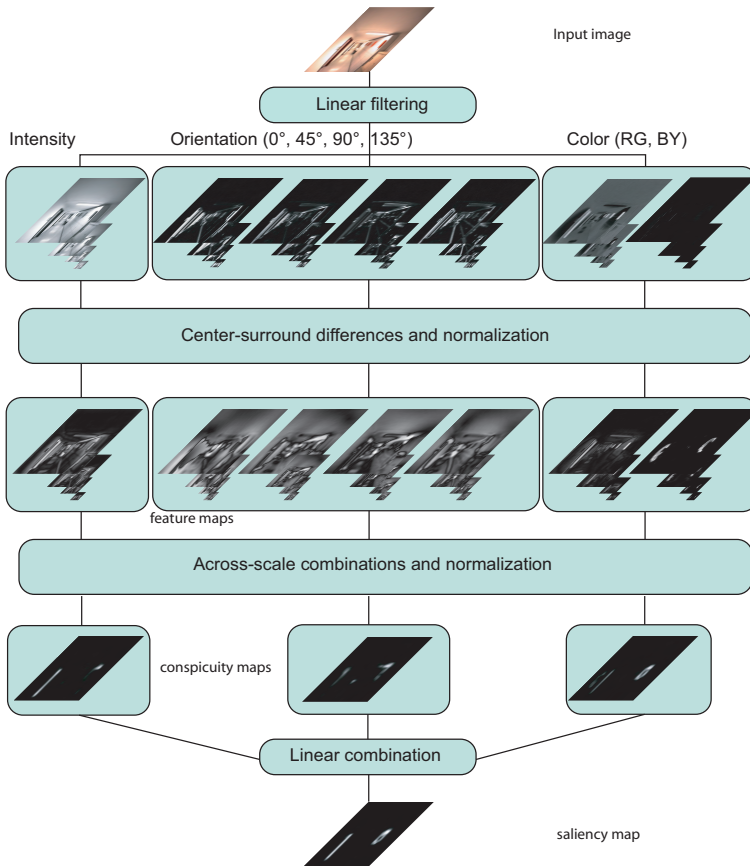 Input image
Linear filtering
Intensity
Orientation (0°, 45°, 90°, 135°)
Color (RG, BY)
Center-surround differences and normalization
feature maps
Across-scale combinations and normalization
conspicuity maps
Linear combination
saliency map